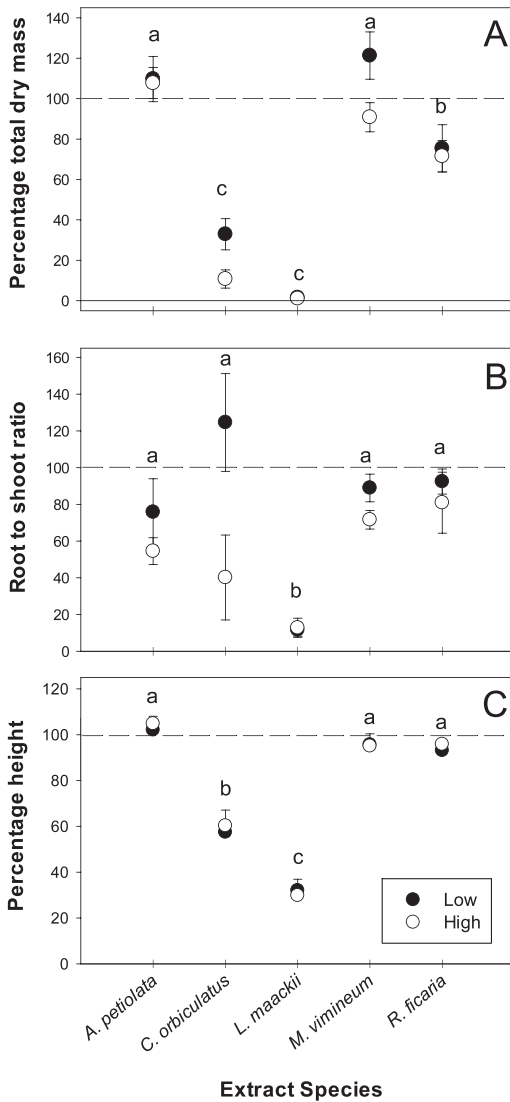 A
Percentage total dry mass
140
120
100
80
60
40
20
0
a
c
c
a
b
B
Root to shoot ratio
160
140
120
100
80
60
40
20
0
a
a
b
a
a
C
Percentage height
120
100
80
60
40
20
0
a
b
c
a
a
Low
High
A. petiolata
C. orbiculatus
L. maackii
M. vimineum
R. ficaria
Extract Species